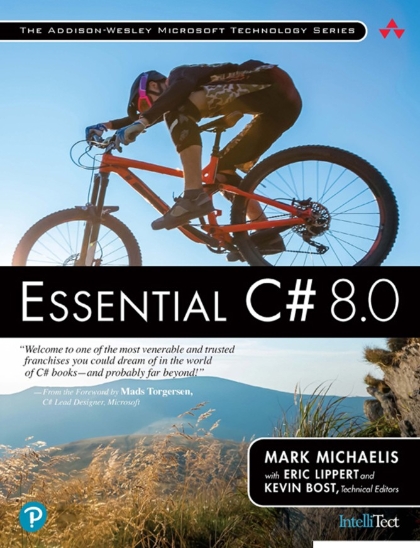 THE ADDISON-WESLEY MICROSOFT TECHNOLOGY SERIES
ESSENTIAL C# 8.0
“Welcome to one of the most venerable and trusted
franchises you could dream of in the world
of C# books—and probably far beyond!”
—From the Foreword by Mads Torgersen,
C# Lead Designer, Microsoft
MARK MICHAELIS
with ERIC LIPPERT and
KEVIN BOST, Technical Editors
P
IntelliTect